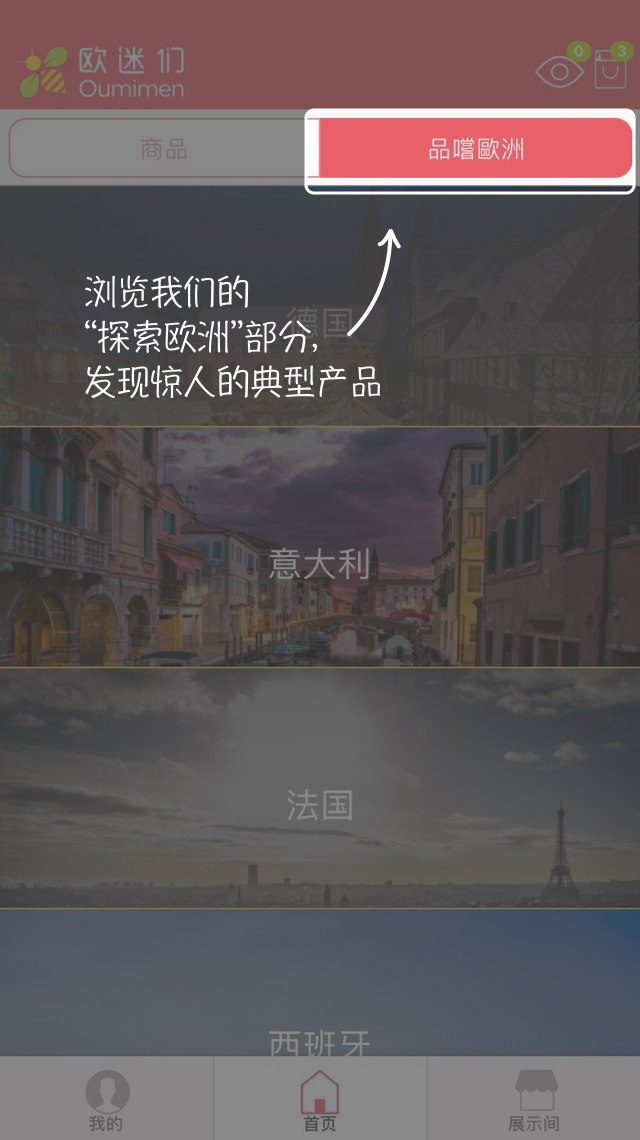 欧迷们
Oumimen
0
3
商品
品嚐歐洲
德国
浏览我们的
“探索欧洲”部分,
发现惊人的典型产品
意大利
法国
西班牙
我的
首页
展示间